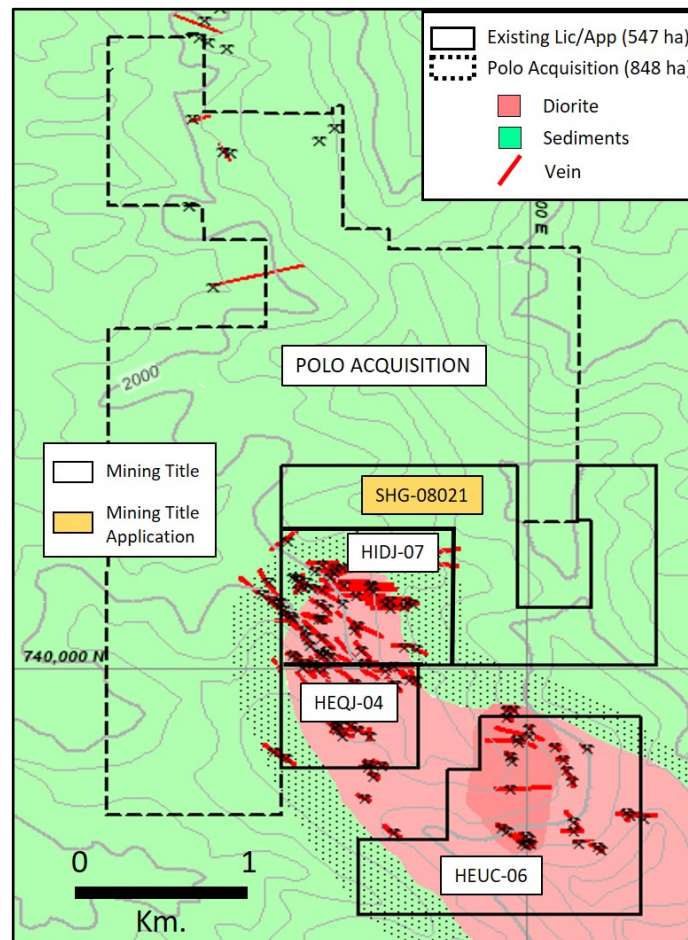 Existing Lic/App (547 ha)
Polo Acquisition (848 ha)
Diorite
Sediments
Vein
00 E
POLO ACQUISITION
2000
Mining Title
Mining Title
Application
SHG-08021
HIDJ-07
740,000 N
HEQJ-04
HEUC-06
0 1
Km.